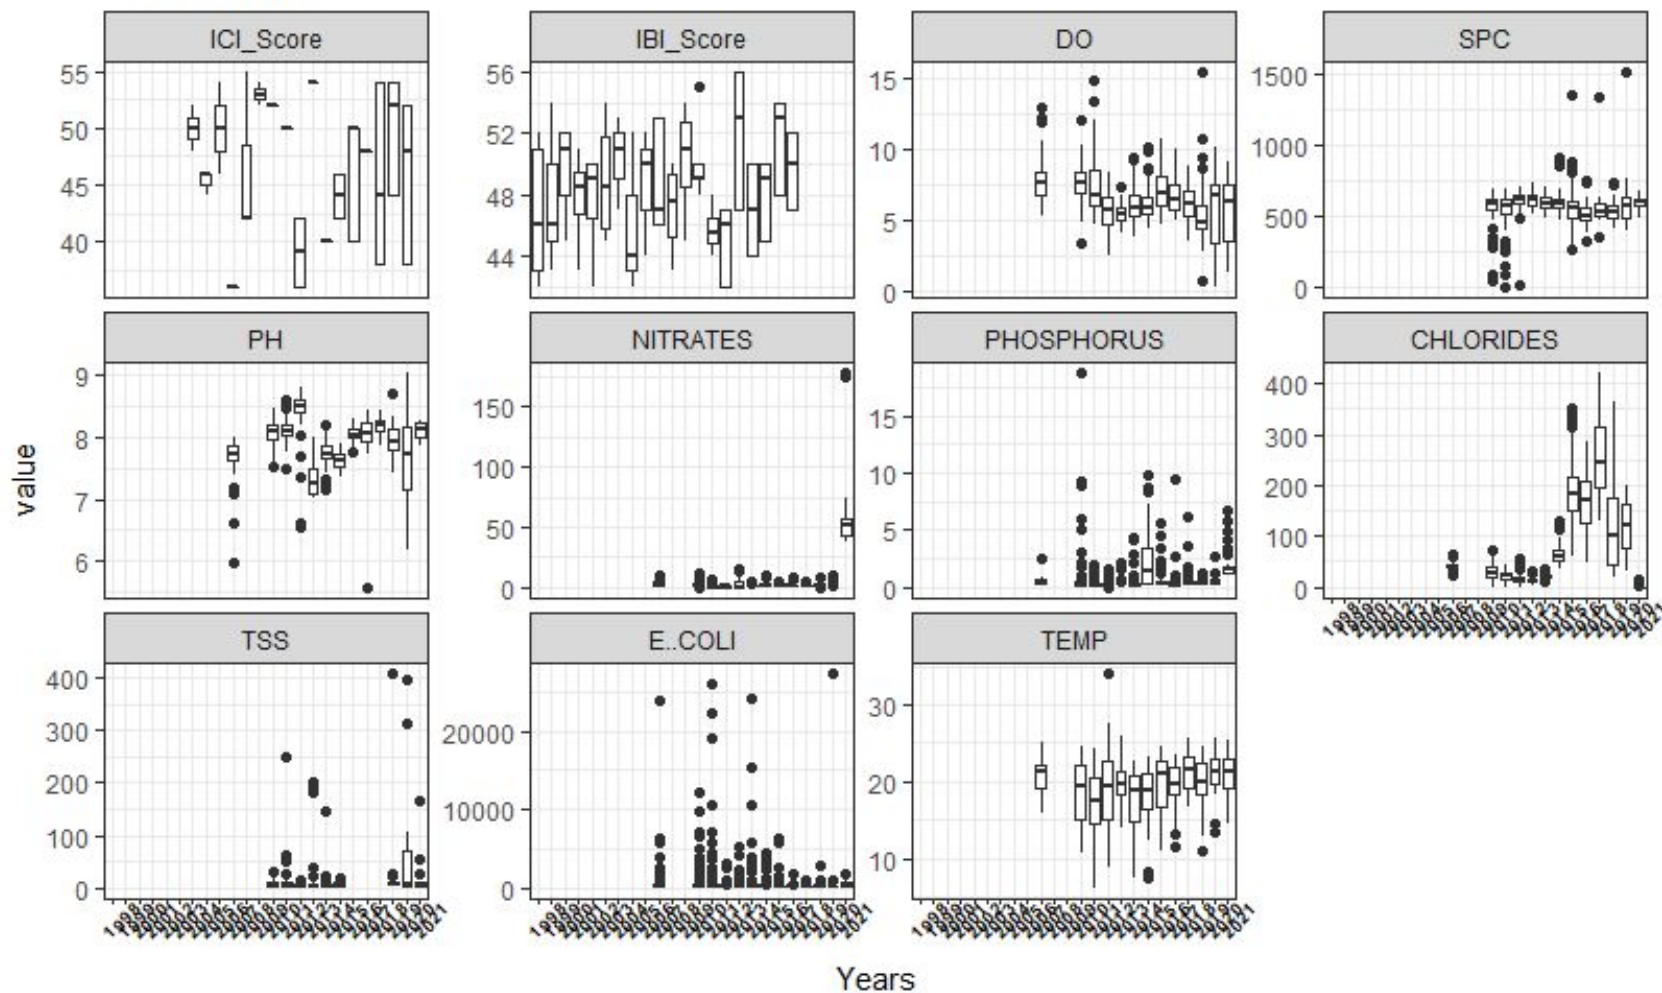 ICI_Score IBI_Score DO SPC
55 56 15 1500
50 52 10 1000
45 48 5 500
40 44 0 0
PH NITRATES PHOSPHORUS CHLORIDES
9 150 15 400
8 100 10 300
7 50 5 200
6 0 0 100
0
TSS E..COLI TEMP
400 20000 30
300 10000 20
200 0 10
100
0
value
Years